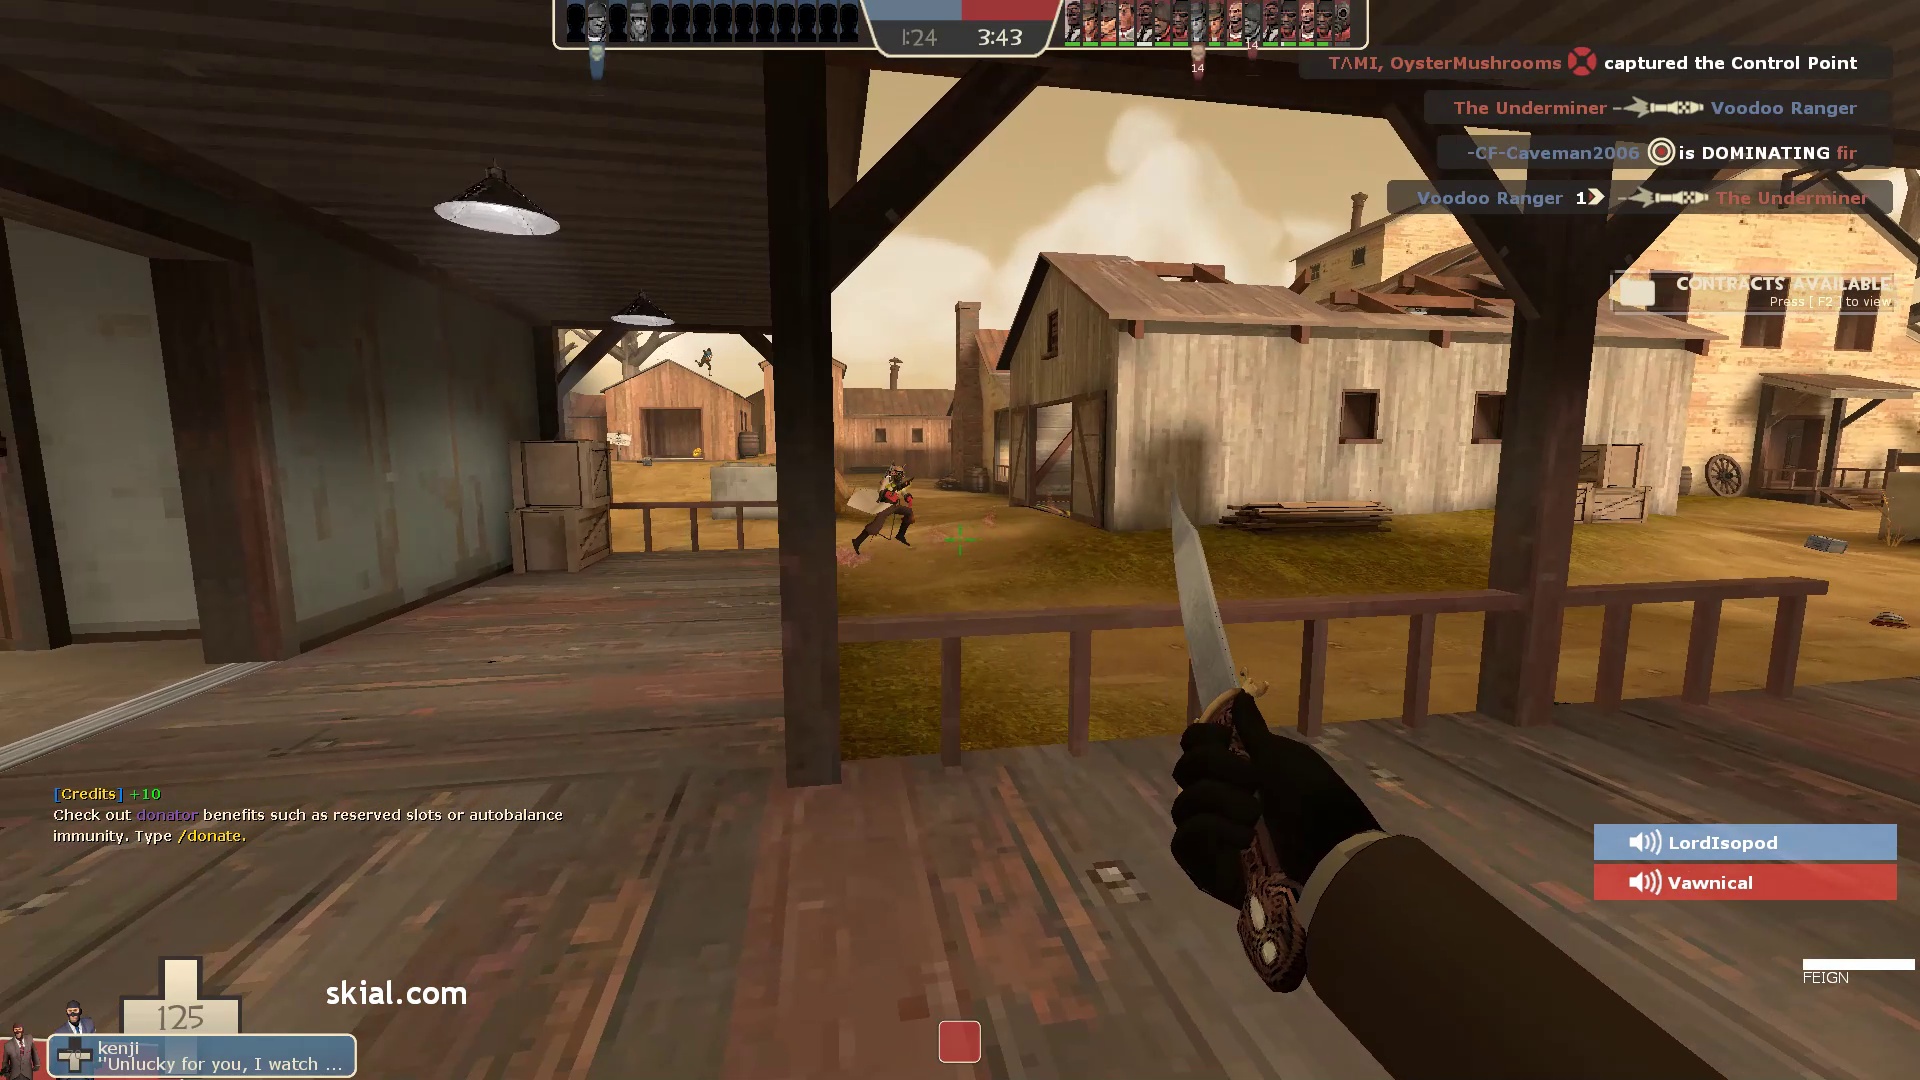 1:24
3:43
14
14
TΛMI, OysterMushrooms captured the Control Point
The Underminer Voodoo Ranger
-CF-Caveman2006 is DOMINATING fir
Voodoo Ranger 1 The Underminer
CONTRACTS AVAILABLE
Press [ F2 ] to view
[Credits] +10
Check out donator benefits such as reserved slots or autobalance
immunity. Type /donate.
LordIsopod
Vawnical
FEIGN
skial.com
125
kenji
"Unlucky for you, I watch ...